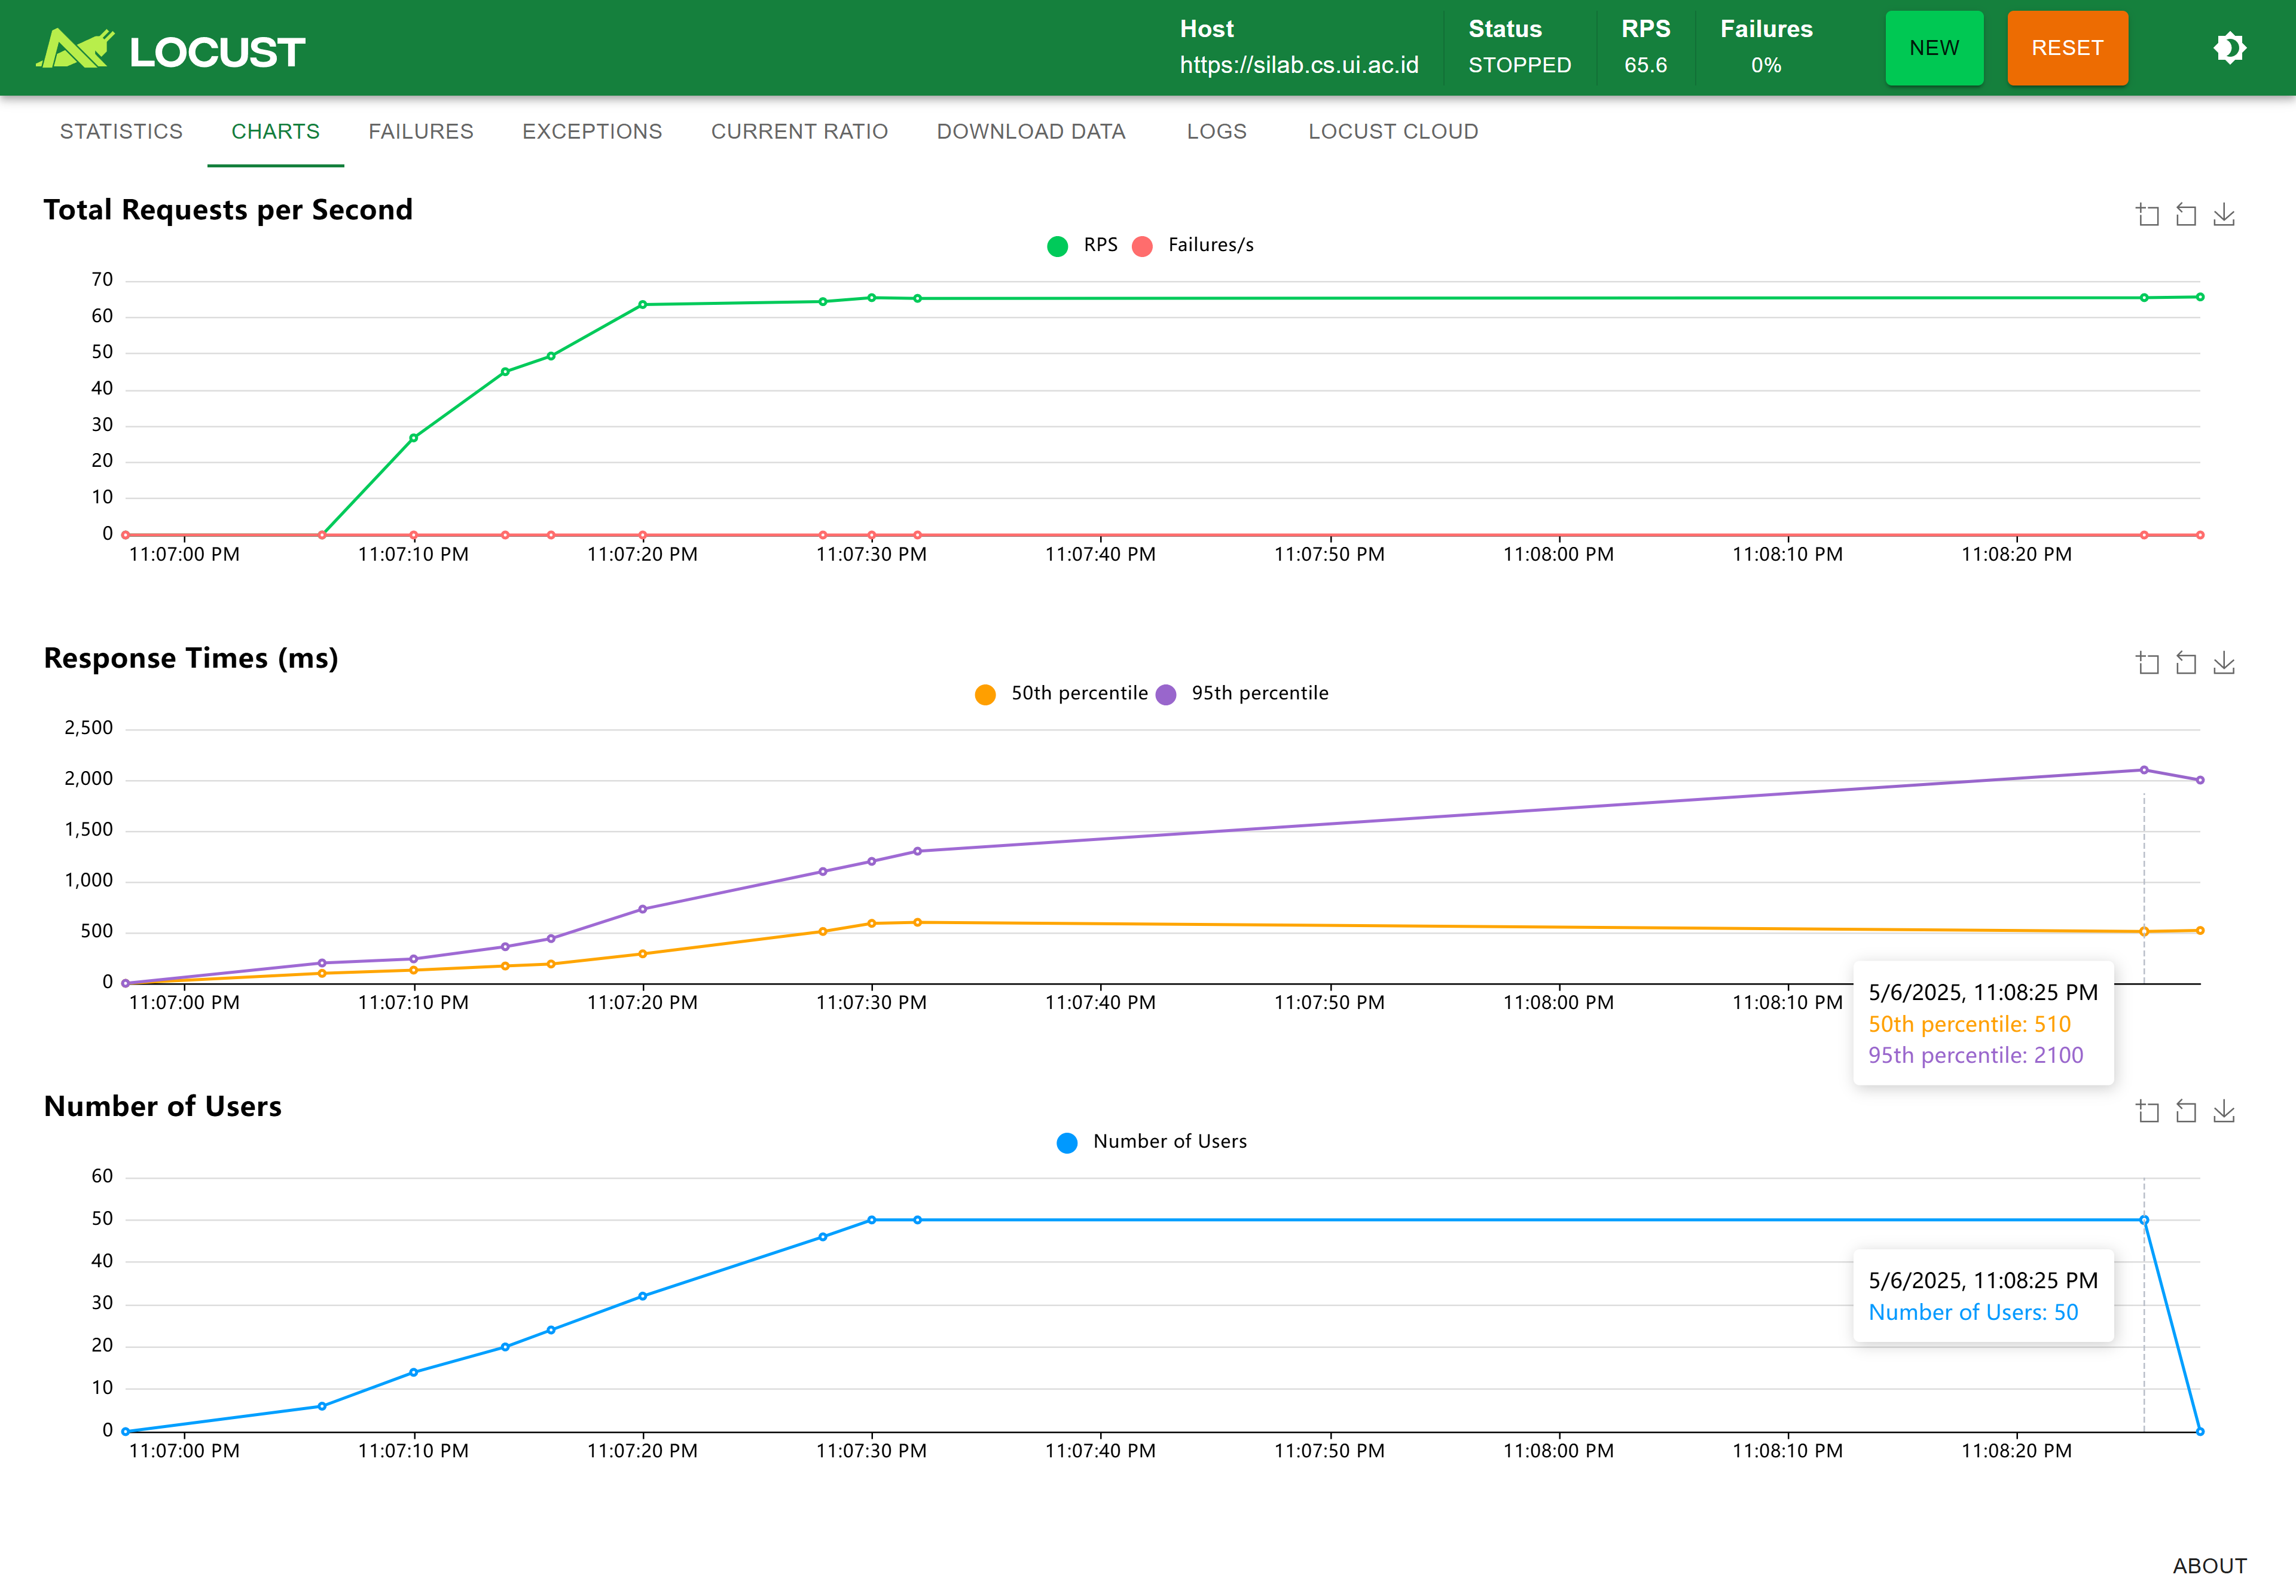 LOCUST
Host
https://silab.cs.ui.ac.id
Status
STOPPED
RPS
65.6
Failures
0%
NEW
RESET
STATISTICS CHARTS FAILURES EXCEPTIONS CURRENT RATIO DOWNLOAD DATA LOGS LOCUST CLOUD
Total Requests per Second
RPS Failures/s
70
60
50
40
30
20
10
0
11:07:00 PM 11:07:10 PM 11:07:20 PM 11:07:30 PM 11:07:40 PM 11:07:50 PM 11:08:00 PM 11:08:10 PM 11:08:20 PM
Response Times (ms)
50th percentile 95th percentile
2,500
2,000
1,500
1,000
500
0
11:07:00 PM 11:07:10 PM 11:07:20 PM 11:07:30 PM 11:07:40 PM 11:07:50 PM 11:08:00 PM 11:08:10 PM
5/6/2025, 11:08:25 PM
50th percentile: 510
95th percentile: 2100
Number of Users
Number of Users
60
50
40
30
20
10
0
5/6/2025, 11:08:25 PM
Number of Users: 50
11:07:00 PM 11:07:10 PM 11:07:20 PM 11:07:30 PM 11:07:40 PM 11:07:50 PM 11:08:00 PM 11:08:10 PM 11:08:20 PM
ABOUT